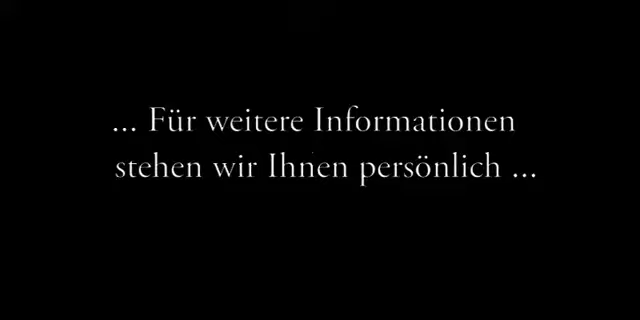 ... Für weitere Informationen
stehen wir Ihnen persönlich ...